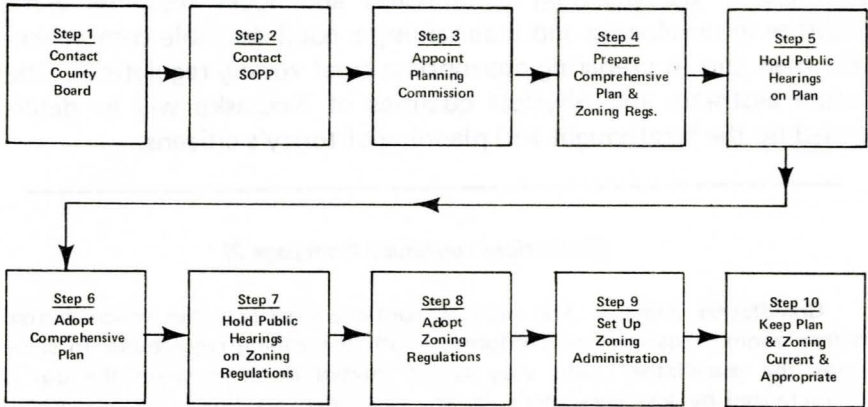 Step 1
Contact
County
Board
Step 2
Contact
SOPP
Step 3
Appoint
Planning
Commission
Step 4
Prepare
Comprehensive
Plan &
Zoning Regs.
Step 5
Hold Public
Hearings
on Plan
Step 6
Adopt
Comprehensive
Plan
Step 7
Hold Public
Hearings
on Zoning
Regulations
Step 8
Adopt
Zoning
Regulations
Step 9
Set Up
Zoning
Administration
Step 10
Keep Plan
& Zoning
Current &
Appropriate